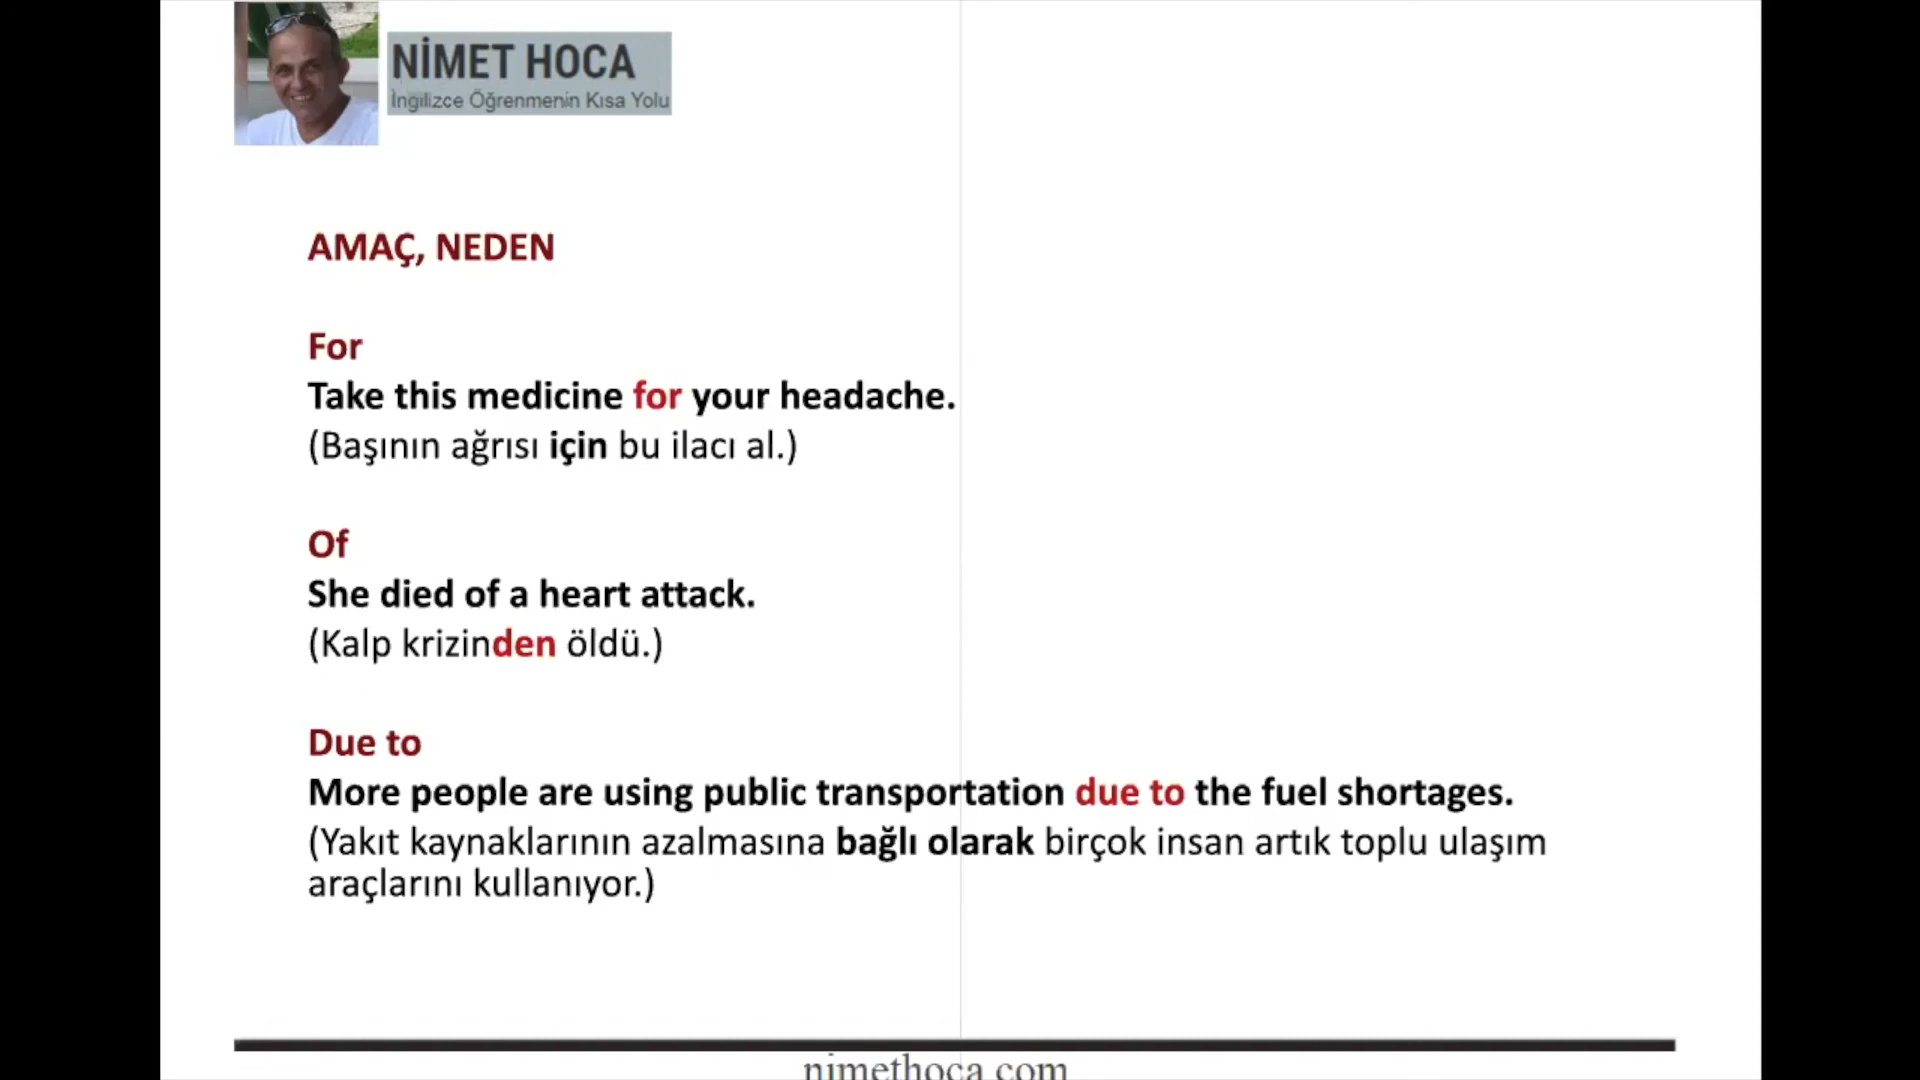 NİMET HOCA
İngilizce Öğrenmenin Kısa Yolu
AMAÇ, NEDEN
For
Take this medicine for your headache.
(Başının ağrısı için bu ilacı al.)
Of
She died of a heart attack.
(Kalp krizinden öldü.)
Due to
More people are using public transportation due to the fuel shortages.
(Yakıt kaynaklarının azalmasına bağlı olarak birçok insan artık toplu ulaşım
araçlarını kullanıyor.)
nimethoca.com